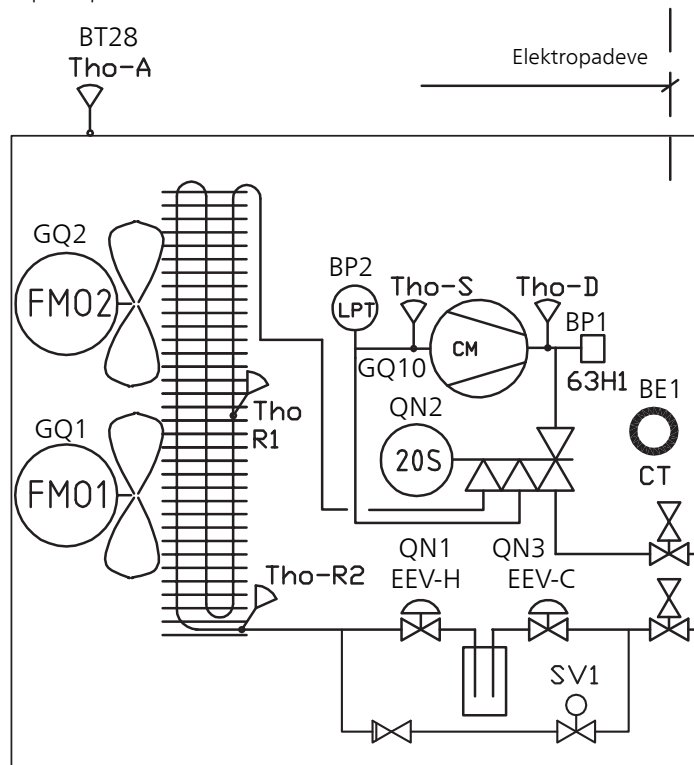 BT28
Tho-A
Elektropadeve
GQ2
FM02
BP2
LPT
Tho-S
Tho-D
CM
BP1
GQ10
63H1
BE1
Tho
R1
QN2
20S
CT
GQ1
FM01
QN1
EEV-H
QN3
EEV-C
Tho-R2
SV1